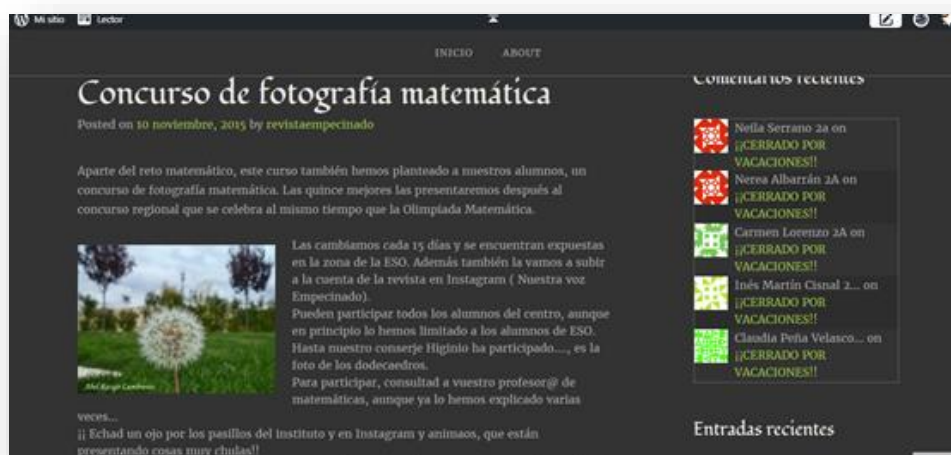 Mi sitio
Lector
INICIO
ABOUT
Concurso de fotografía matemática
Posted on 10 noviembre, 2015 by revistaempecinado
Aparte del reto matemático, este curso también hemos planteado a nuestros alumnos, un
concurso de fotografía matemática. Las quince mejores las presentaremos después al
concurso regional que se celebra al mismo tiempo que la Olimpiada Matemática.
Las cambiamos cada 15 días y se encuentran expuestas
en la zona de la ESO. Además también la vamos a subir
a la cuenta de la revista en Instagram ( Nuestra voz
Empecinado).
Pueden participar todos los alumnos del centro, aunque
en principio lo hemos limitado a los alumnos de ESO.
Hasta nuestro conserje Higinio ha participado...., es la
foto de los dodecaedros.
Para participar, consultad a vuestro profesor@ de
matemáticas, aunque ya lo hemos explicado varias
veces...
¡¡ Echad un ojo por los pasillos del instituto y en Instagram y animaos, que están
presentando cosas muy chulas!!
Comentarios recientes
Neila Serrano 2a on
¡¡CERRADO POR
VACACIONES!!
Nerea Albarrán 2A on
¡¡CERRADO POR
VACACIONES!!
Carmen Lorenzo 2A on
¡¡CERRADO POR
VACACIONES!!
Inés Martín Cisnal 2... on
¡¡CERRADO POR
VACACIONES!!
Claudia Peña Velasco... on
¡¡CERRADO POR
VACACIONES!!
Entradas recientes